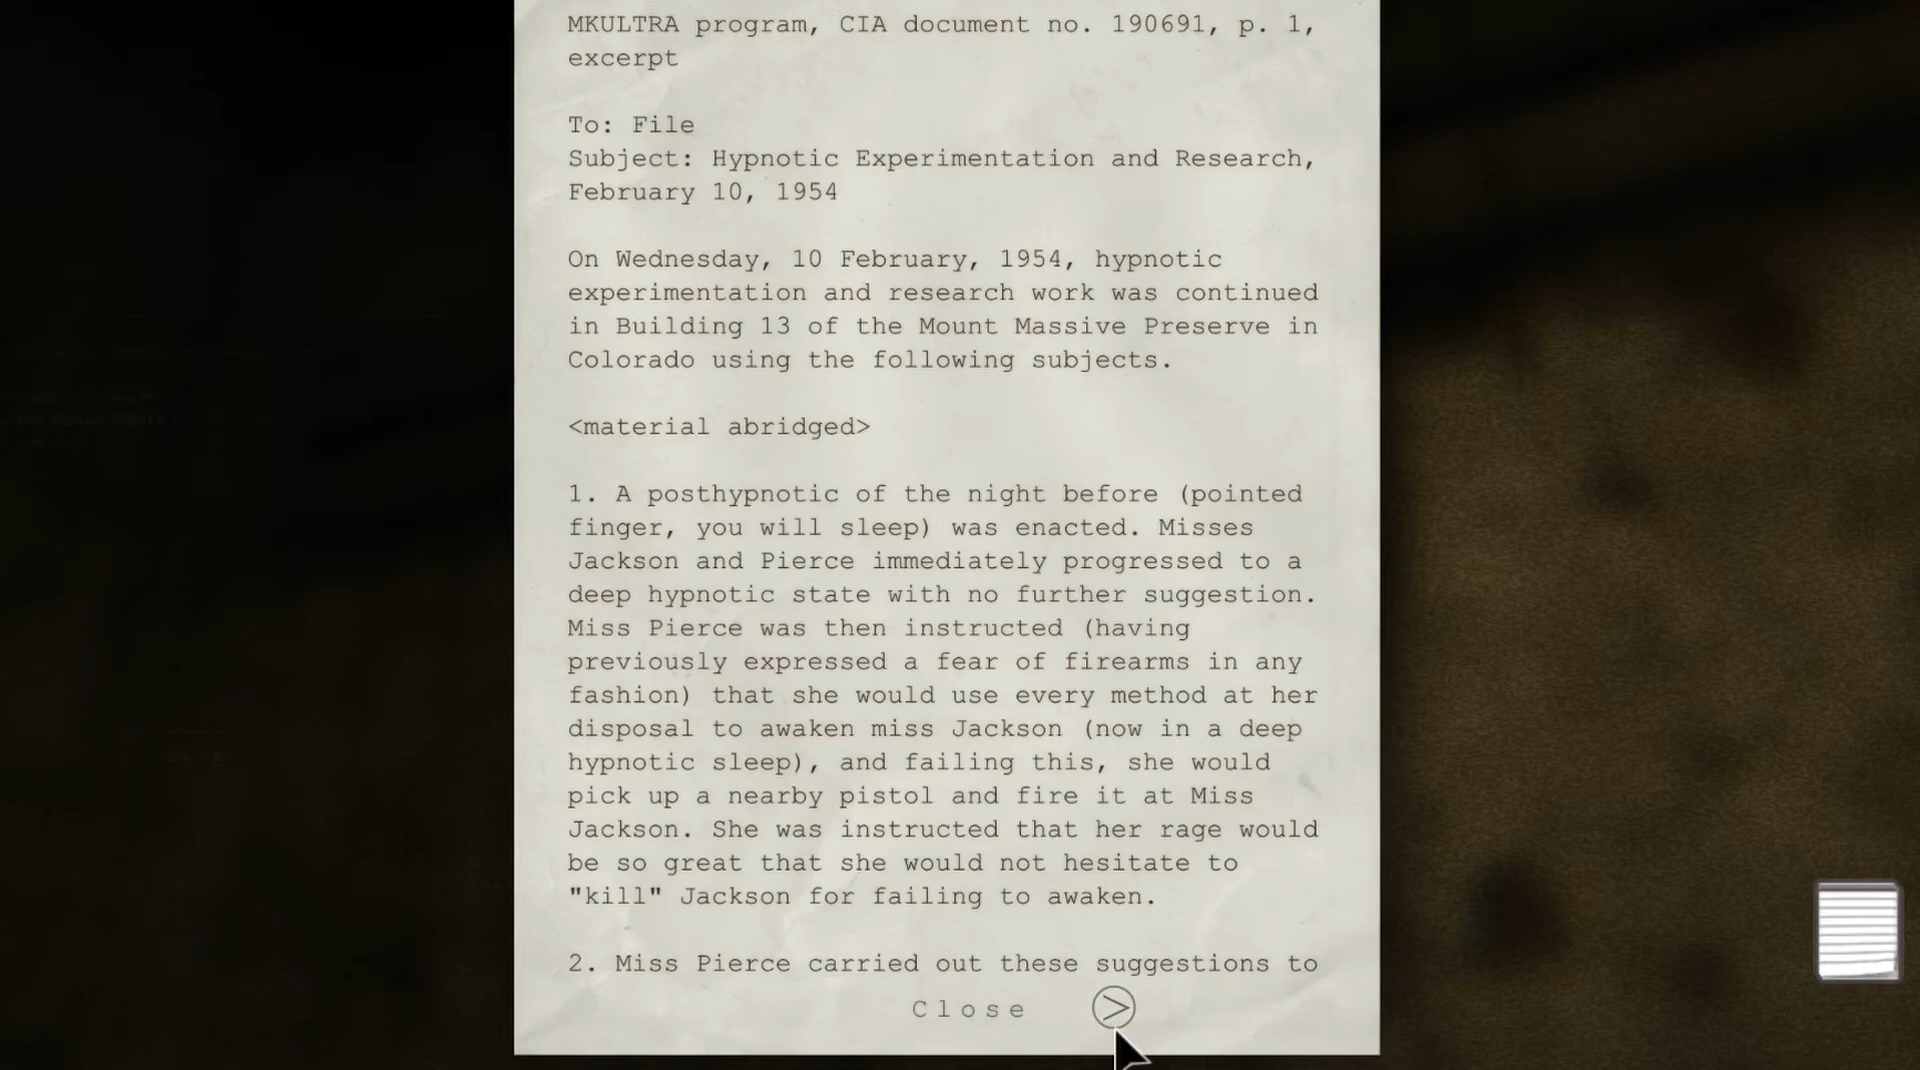 MKULTRA program, CIA document no. 190691, p. 1,
excerpt
To: File
Subject: Hypnotic Experimentation and Research,
February 10, 1954
On Wednesday, 10 February, 1954, hypnotic
experimentation and research work was continued
in Building 13 of the Mount Massive Preserve in
Colorado using the following subjects.
<material abridged>
1. A posthypnotic of the night before (pointed
finger, you will sleep) was enacted. Misses
Jackson and Pierce immediately progressed to a
deep hypnotic state with no further suggestion.
Miss Pierce was then instructed (having
previously expressed a fear of firearms in any
fashion) that she would use every method at her
disposal to awaken miss Jackson (now in a deep
hypnotic sleep), and failing this, she would
pick up a nearby pistol and fire it at Miss
Jackson. She was instructed that her rage would
be so great that she would not hesitate to
"kill" Jackson for failing to awaken.
2. Miss Pierce carried out these suggestions to
Close >